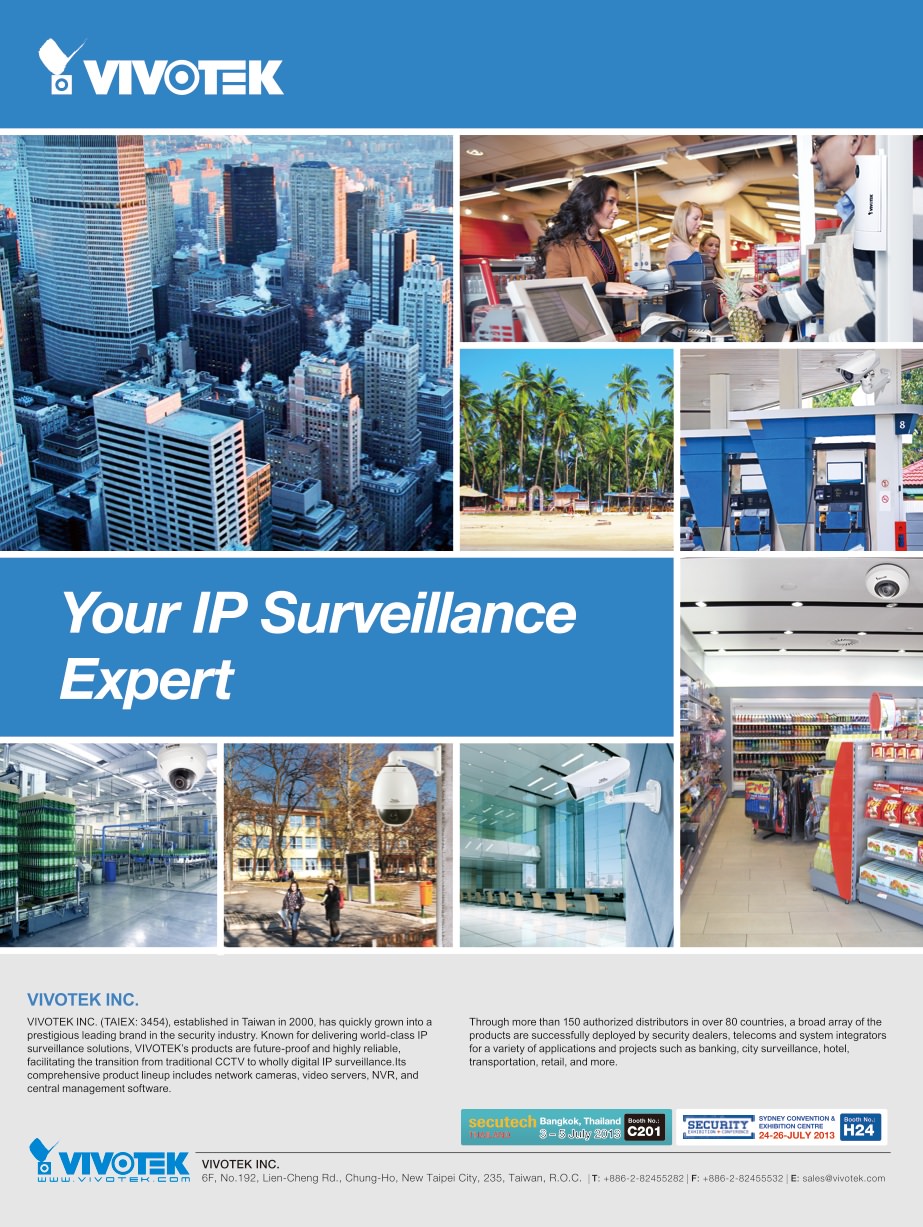 VIVOTEK
VIVOTEK
8
Your IP Surveillance
Expert
VIVOTEK INC.
VIVOTEK INC. (TAIEX: 3454), established in Taiwan in 2000, has quickly grown into a
prestigious leading brand in the security industry. Known for delivering world-class IP
surveillance solutions, VIVOTEK's products are future-proof and highly reliable,
facilitating the transition from traditional CCTV to wholly digital IP surveillance.Its
comprehensive product lineup includes network cameras, video servers, NVR, and
central management software.
Through more than 150 authorized distributors in over 80 countries, a broad array of the
products are successfully deployed by security dealers, telecoms and system integrators
for a variety of applications and projects such as banking, city surveillance, hotel,
transportation, retail, and more.
secutech
THAILAND
Bangkok, Thailand
3 – 5 July 2013
Booth No.:
C201
SECURITY
EXHIBITION + CONFERENCE
SYDNEY CONVENTION &
EXHIBITION CENTRE
24-26-JULY 2013
Booth No.:
H24
VIVOTEK
www.vivotek.com
VIVOTEK INC.
6F, No.192, Lien-Cheng Rd., Chung-Ho, New Taipei City, 235, Taiwan, R.O.C. | T: +886-2-82455282 | F: +886-2-82455532 | E: sales@vivotek.com